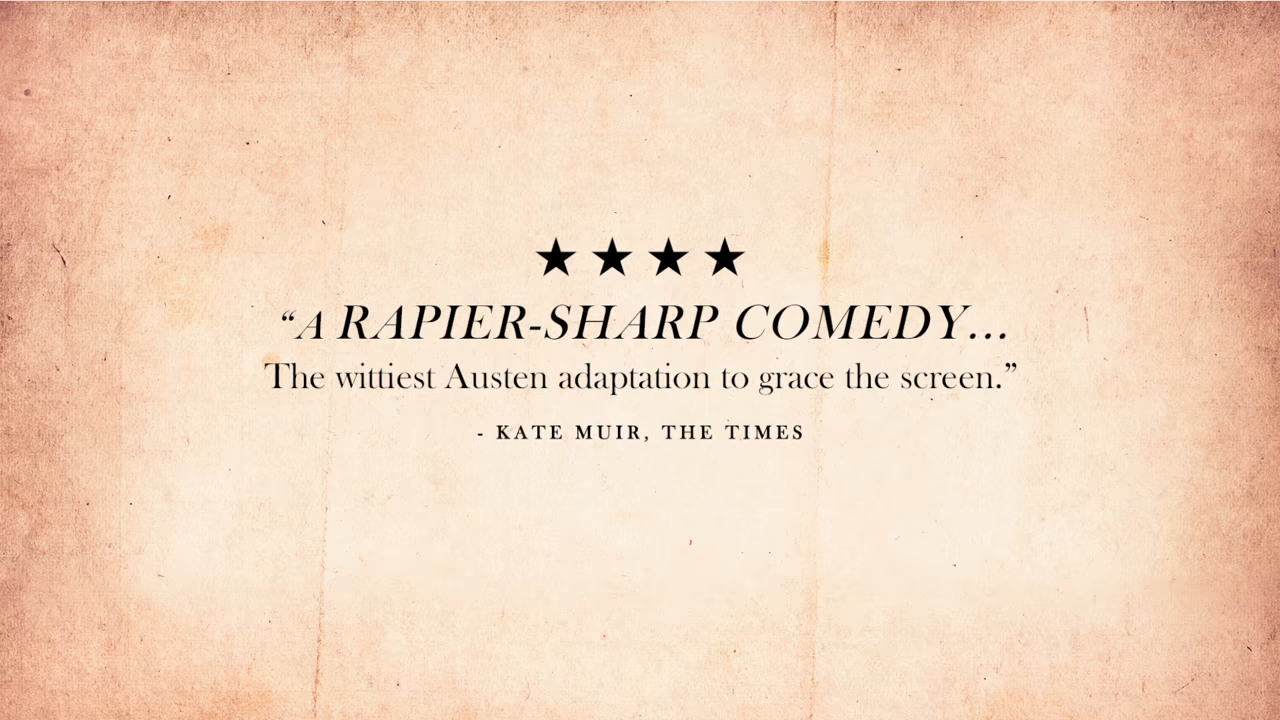 ★★★★
“A RAPIER-SHARP COMEDY...
The wittiest Austen adaptation to grace the screen.”
- KATE MUIR, THE TIMES